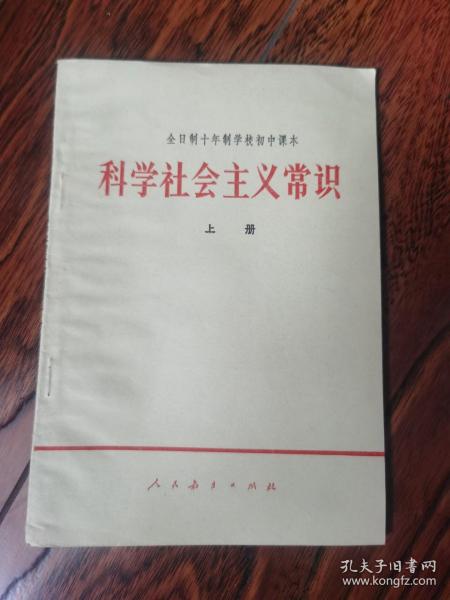 全日制十年制学校初中课本
科学社会主义常识
上 册
人民教育出版社
孔夫子旧书网
www.kongfz.com